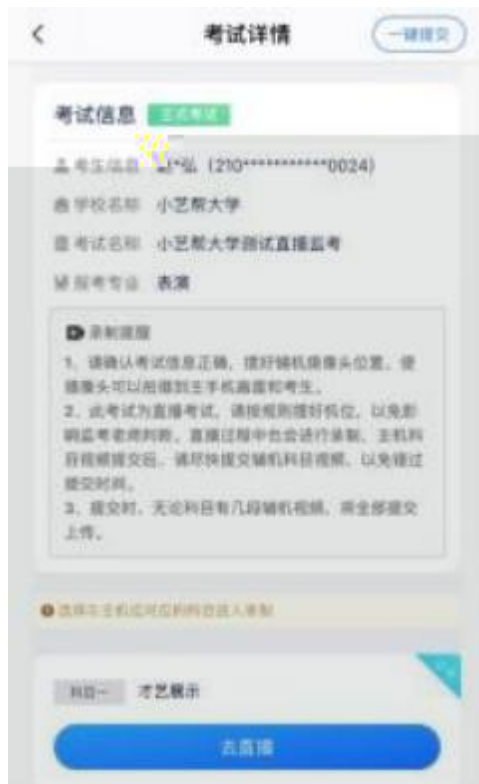 考试详情
一键提交
考试信息 正式考试
考生信息 *弘 (210***********0024)
学校名称 小艺帮大学
考试名称 小艺帮大学测试直播监考
报考专业 表演
录制提醒
1、请确认考试信息正确，摆好辅机摄像头位置，使
摄像头可以拍摄到主手机画面和考生。
2、此考试为直播考试，请按规则摆好机位，以免影
响监考老师判断，直播过程中也会进行录制，主机科
目视频提交后，请尽快提交辅机科目视频，以免错过
提交时间。
3、提交时，无论科目有几段辅机视频，将全部提交
上传。
选择与主机位对应的科目进入录制
科目一 才艺展示
去直播